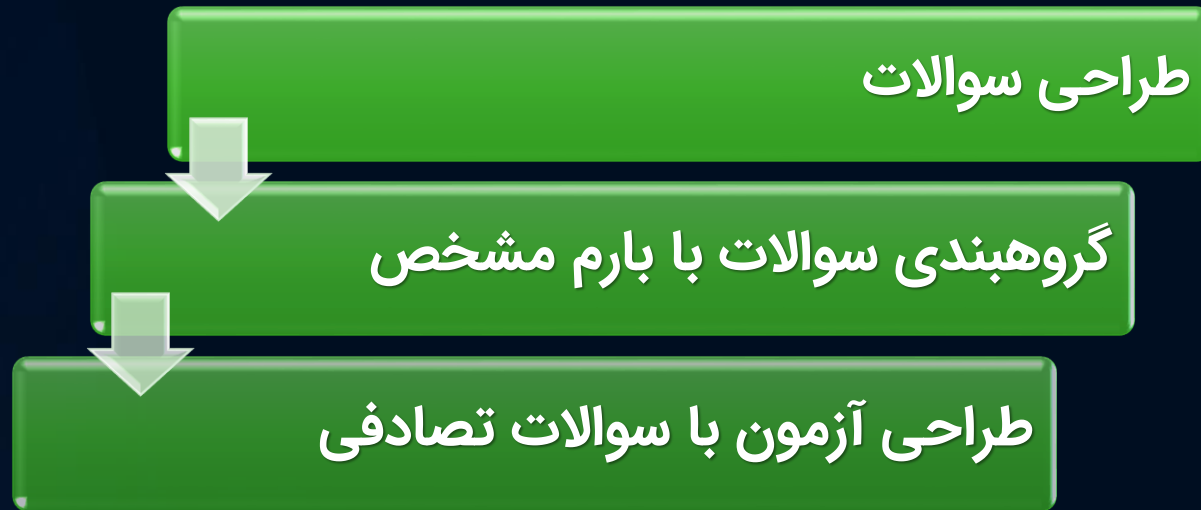 طراحی سوالات
گروهبندی سوالات با بارم مشخص
طراحی آزمون با سوالات تصادفی